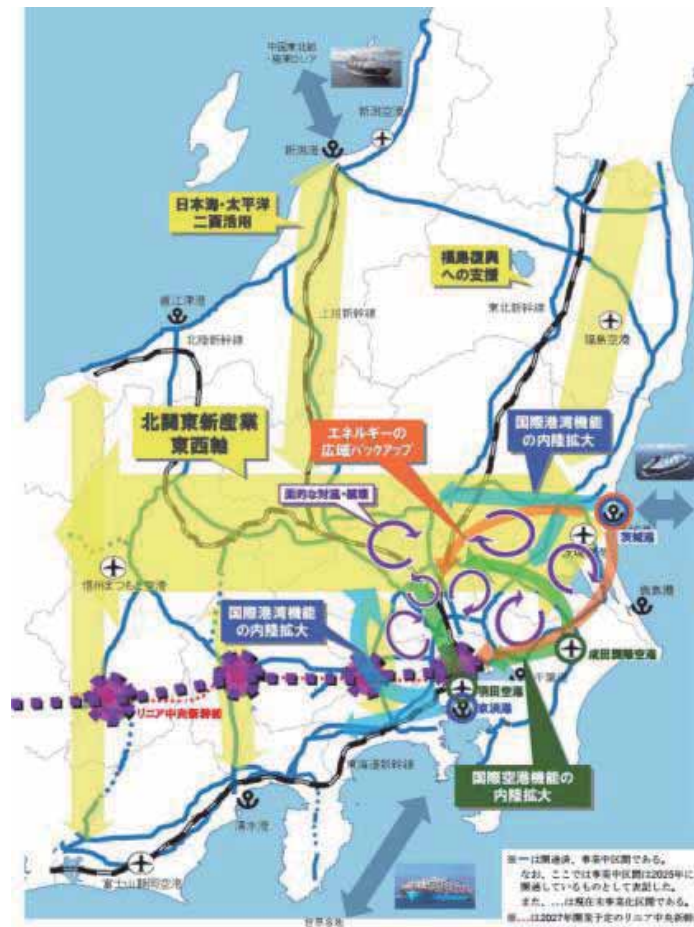 中国東北部
・極東ロシア
新潟空港
新潟港
日本海・太平洋
二面活用
福島復興
への支援
直江津港
上越新幹線
東北新幹線
北陸新幹線
福島空港
北関東新産業
東西軸
エネルギーの
広域バックアップ
国際港湾機能
の内陸拡大
面的な対流・循環
茨城港
信州まつもと空港
鹿島港
国際港湾機能
の内陸拡大
成田国際空港
羽田空港
京浜港
リニア中央新幹線
東海道新幹線
国際空港機能の
内陸拡大
清水港
富士山静岡空港
世界各地
は開通済、事業中区間である。
なお、ここでは事業中区間は2025年に
開通しているものとして表記した。
また、…は現在未事業化区間である。
※…は2027年開業予定のリニア中央新幹